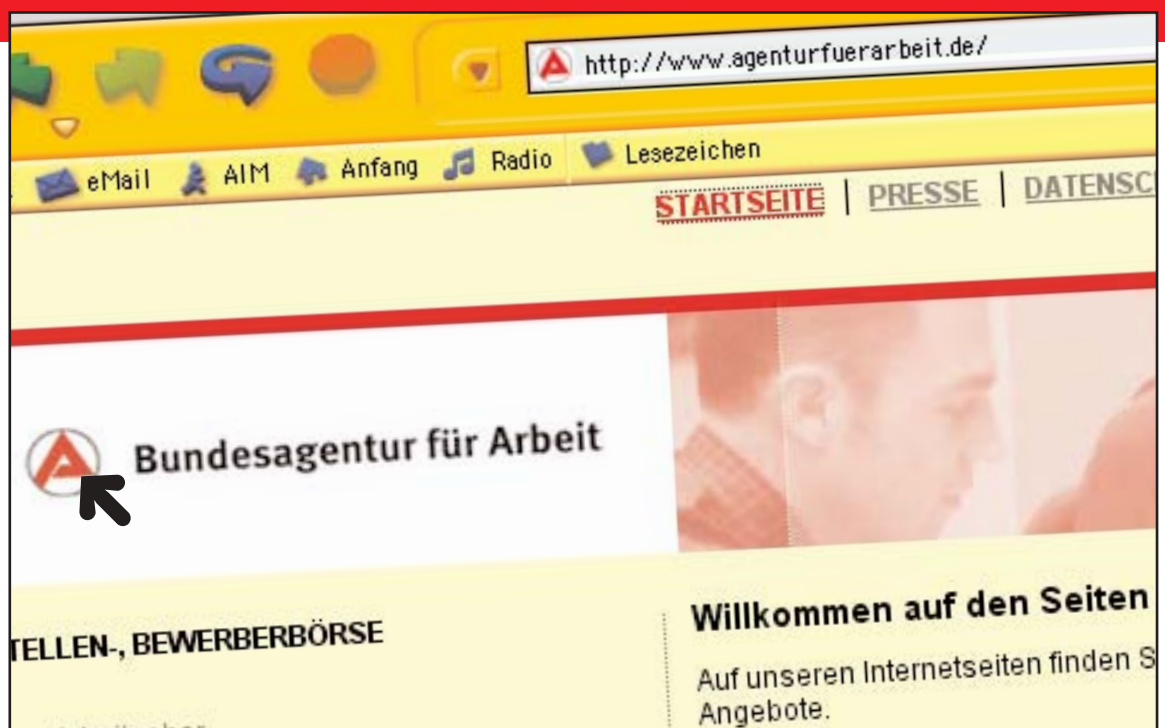 http://www.agenturfuerarbeit.de/
eMail AIM Anfang Radio Lesezeichen
STARTSEITE | PRESSE | DATENSC
Bundesagentur für Arbeit
TELLEN-, BEWERBERBÖRSE
Willkommen auf den Seiten
Auf unseren Internetseiten finden S
Angebote.